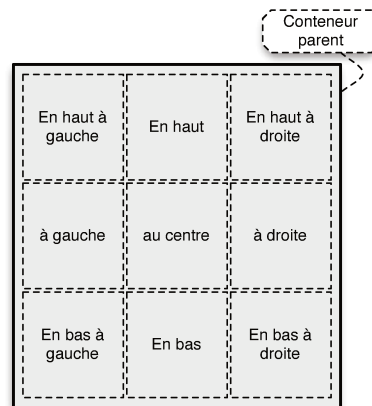 Conteneur
parent
En haut à
gauche
En haut
En haut à
droite
à gauche
au centre
à droite
En bas à
gauche
En bas
En bas à
droite